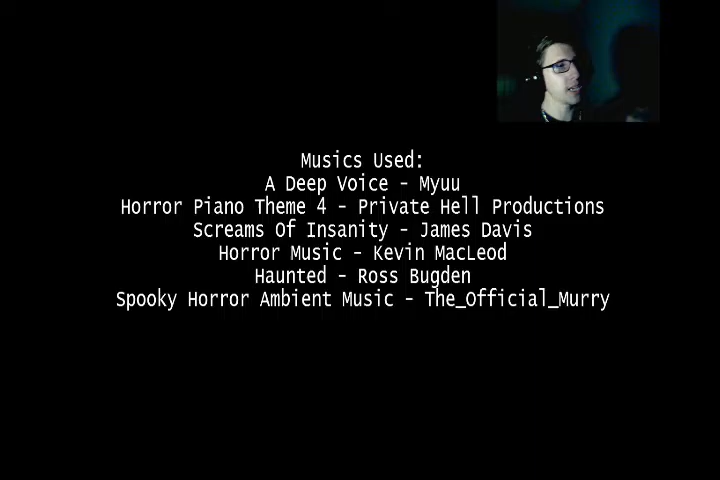 Musics Used:
A Deep Voice - Myuu
Horror Piano Theme 4 - Private Hell Productions
Screams Of Insanity - James Davis
Horror Music - Kevin MacLeod
Haunted - Ross Bugden
Spooky Horror Ambient Music - The_Official_Murry